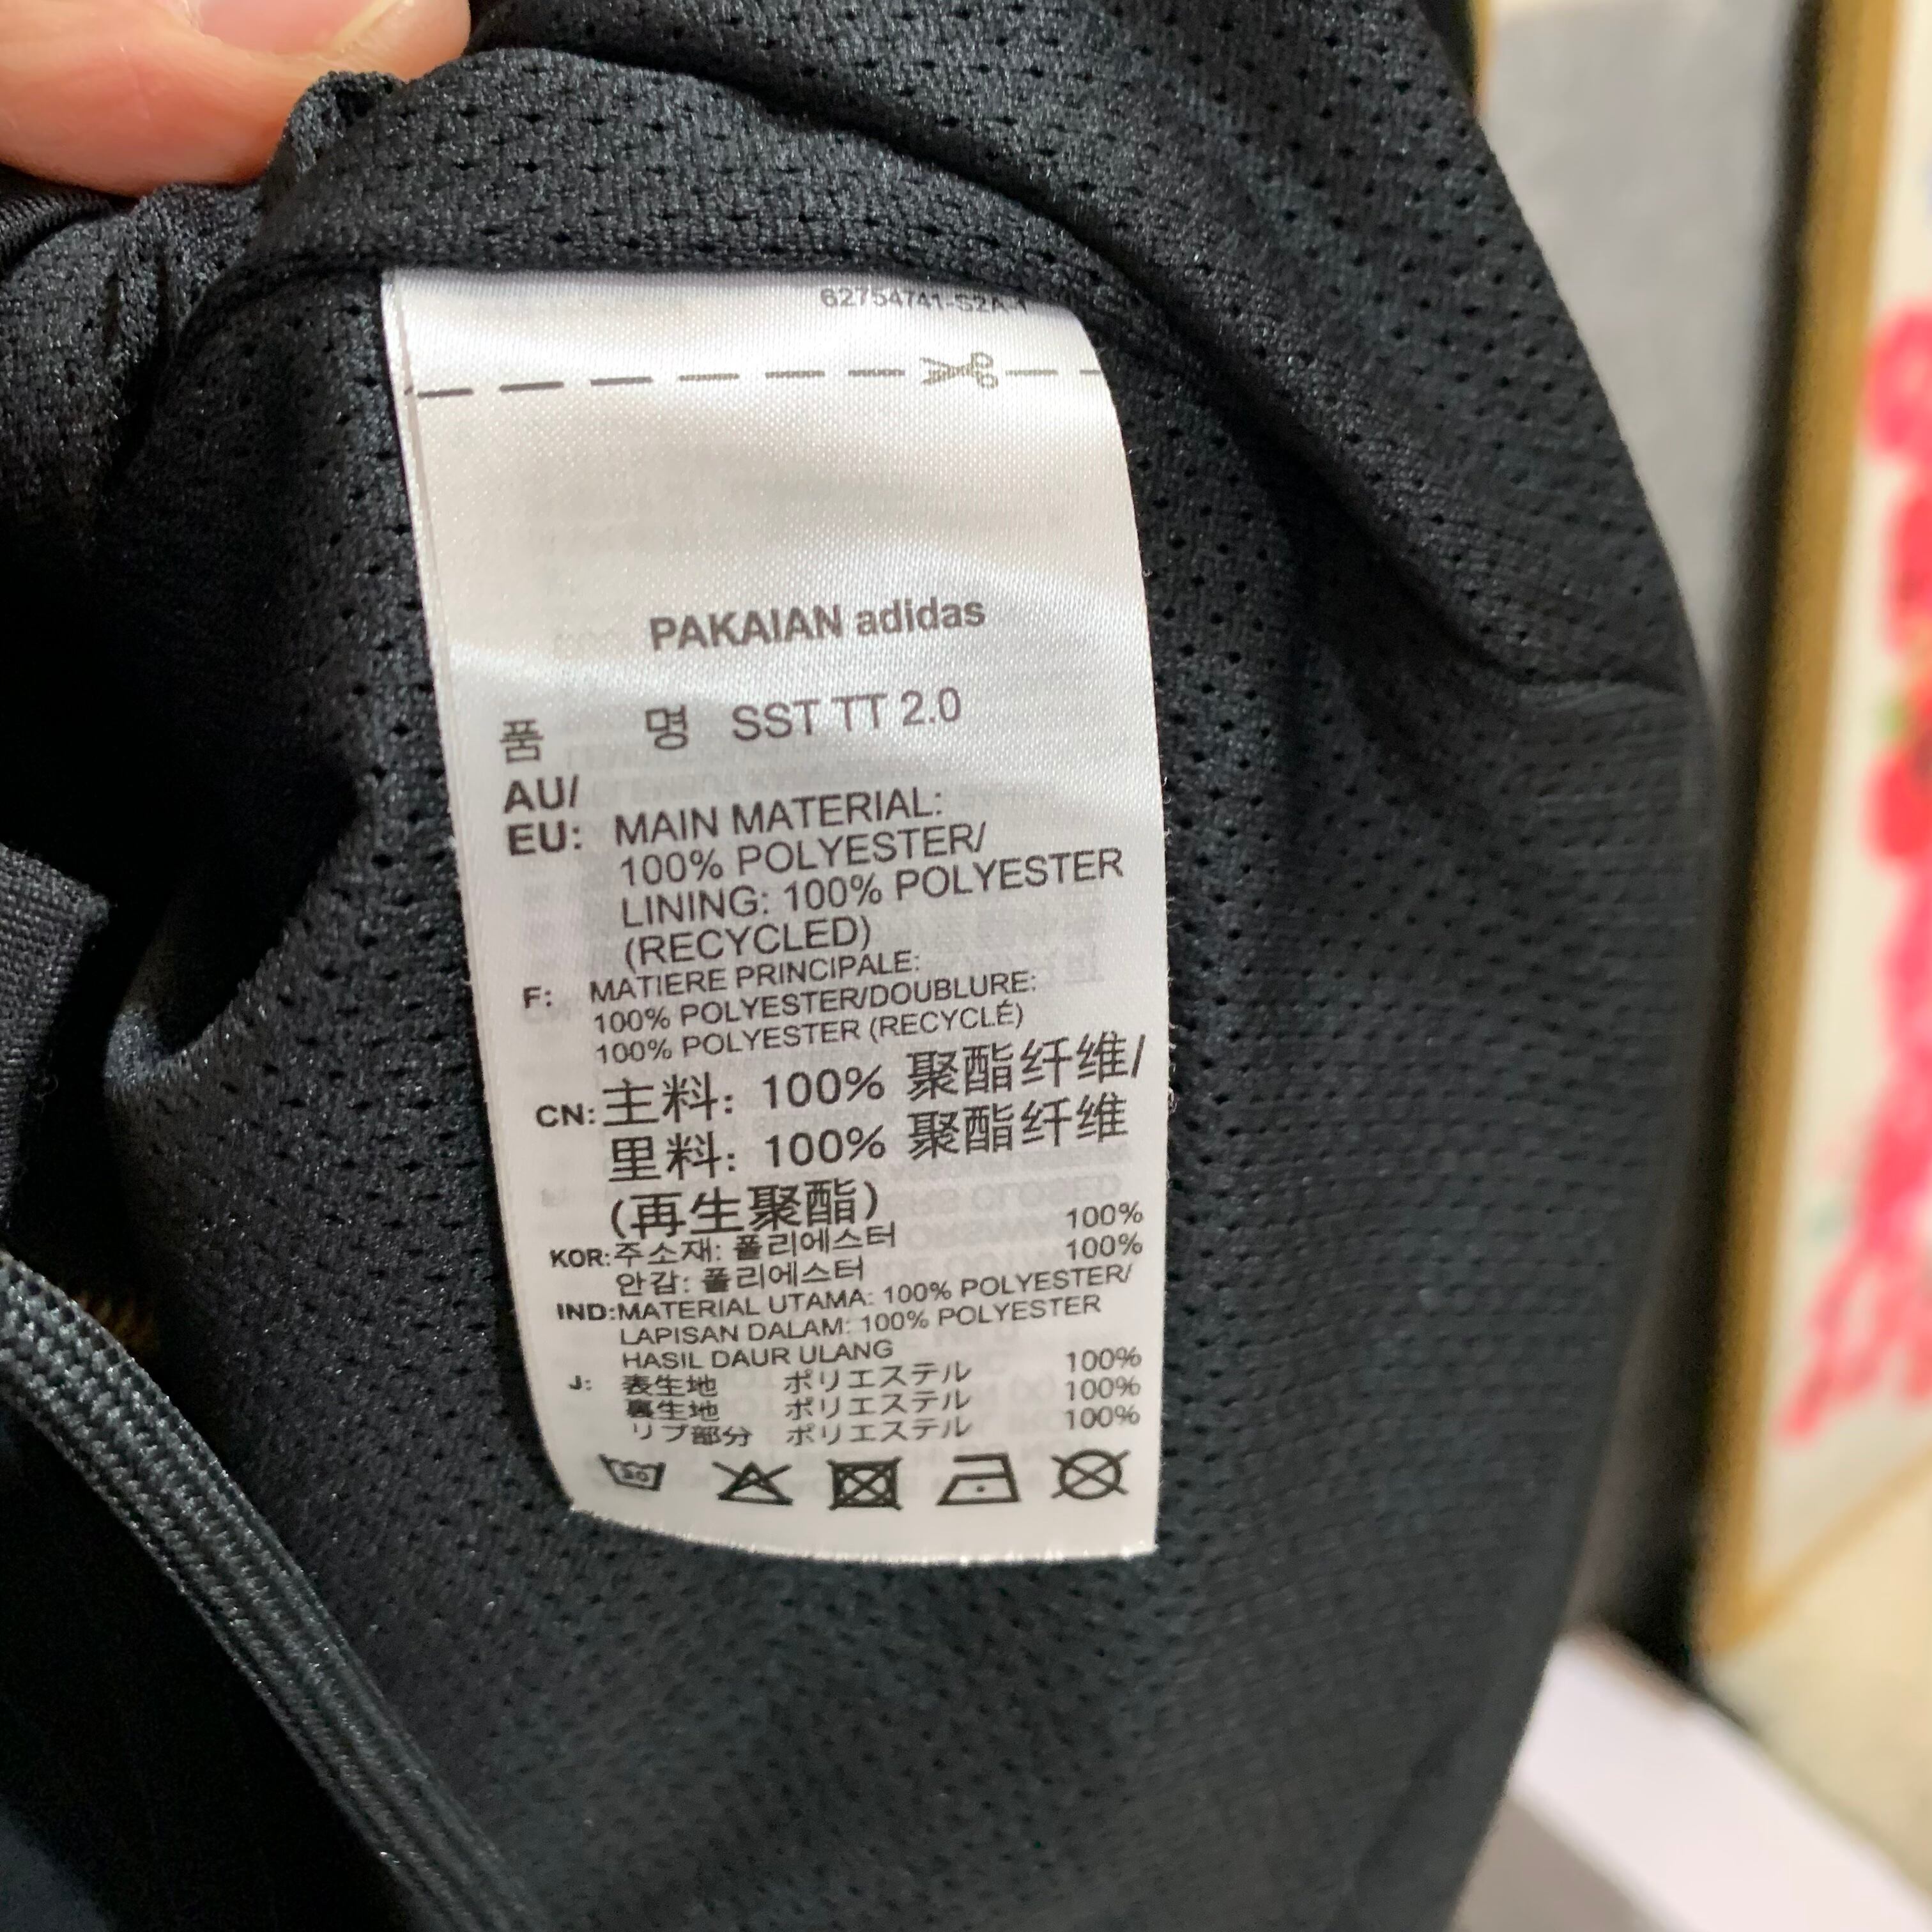 62754741-S2A-1
PAKAIAN adidas
품 명 SST TT 2.0
AU/
EU: MAIN MATERIAL:
100% POLYESTER/
LINING: 100% POLYESTER
(RECYCLED)
F: MATIERE PRINCIPALE:
100% POLYESTER/DOUBLURE:
100% POLYESTER (RECYCLÉ)
CN: 主料: 100% 聚酯纤维/
里料: 100% 聚酯纤维
(再生聚酯)
KOR: 주소재: 폴리에스터 100%
안감: 폴리에스터 100%
IND: MATERIAL UTAMA: 100% POLYESTER/
LAPISAN DALAM: 100% POLYESTER
HASIL DAUR ULANG
J: 表生地 ポリエステル 100%
裏生地 ポリエステル 100%
リブ部分 ポリエステル 100%
30